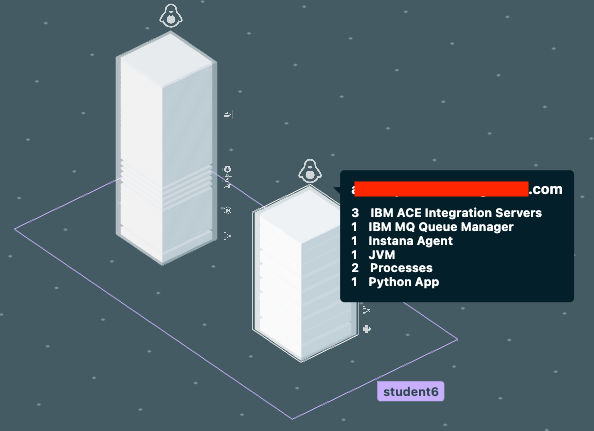 a .com
3 IBM ACE Integration Servers
1 IBM MQ Queue Manager
1 Instana Agent
1 JVM
2 Processes
1 Python App
student6